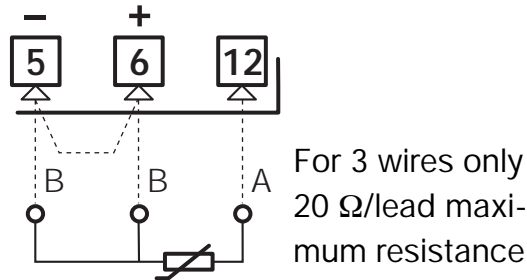 − +
5 6 12
B B A
For 3 wires only
20 Ω/lead maxi-
mum resistance